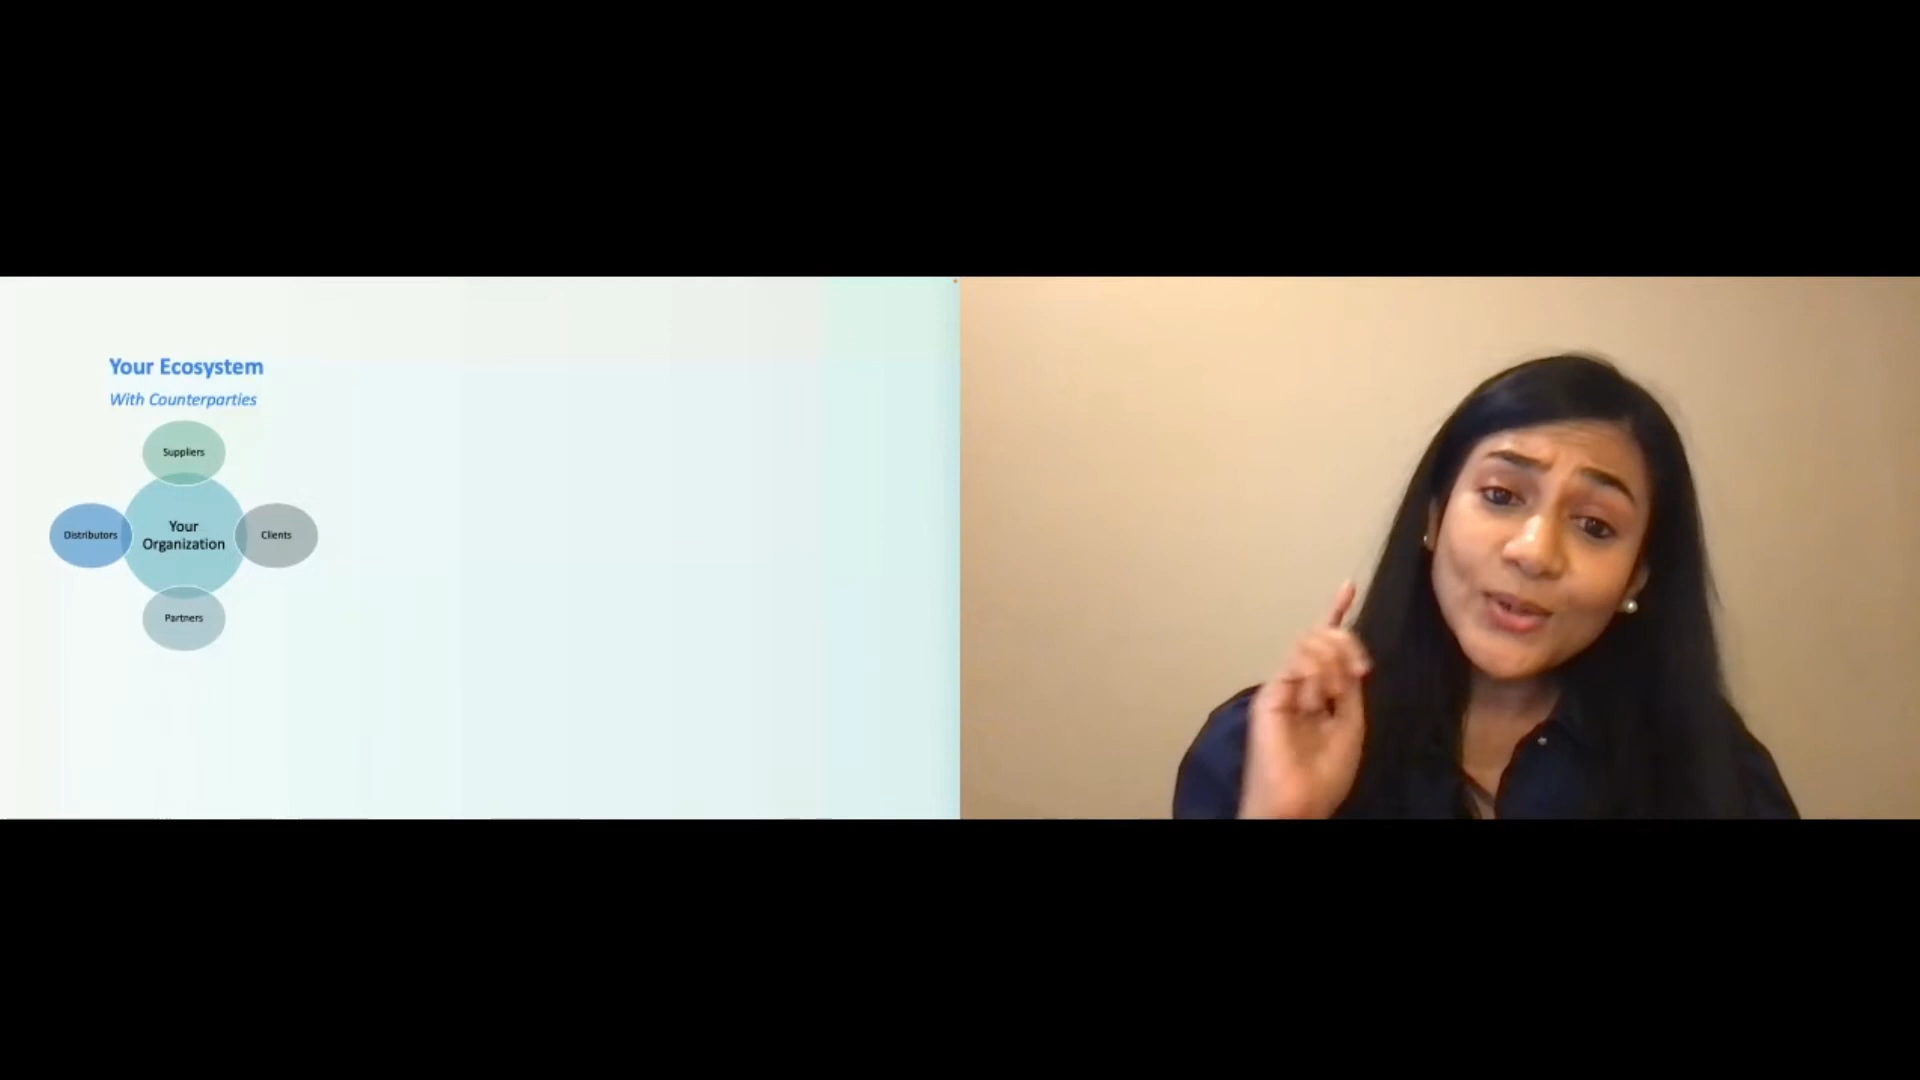 Your Ecosystem
With Counterparties
Suppliers
Distributors
Your
Organization
Clients
Partners